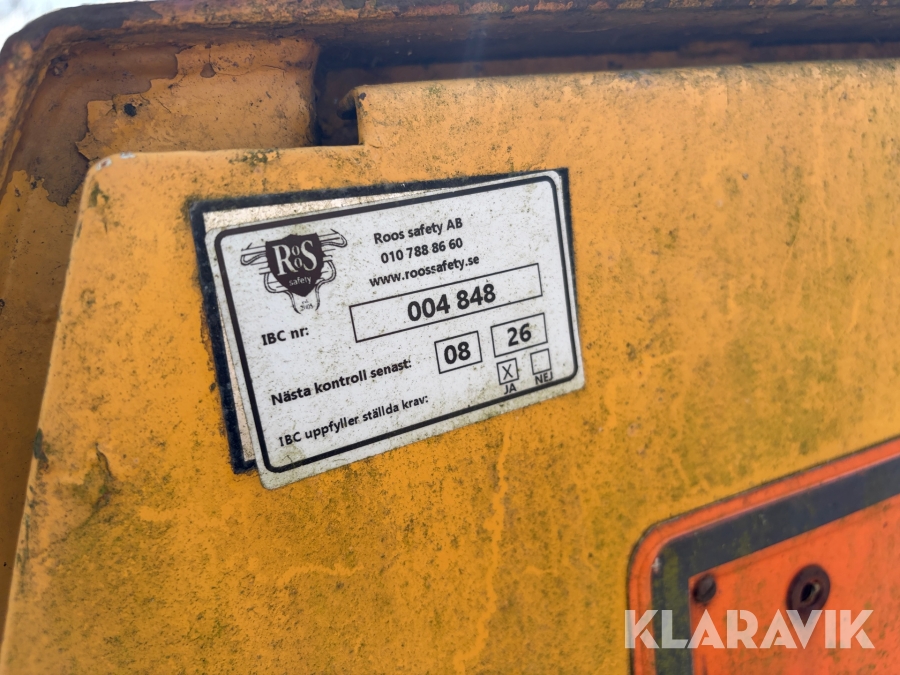 ROOS
safety
Roos safety AB
010 788 86 60
www.roossafety.se
IBC nr:
004 848
Nästa kontroll senast:
08
26
IBC uppfyller ställda krav:
X
JA
NEJ
KLARAVIK